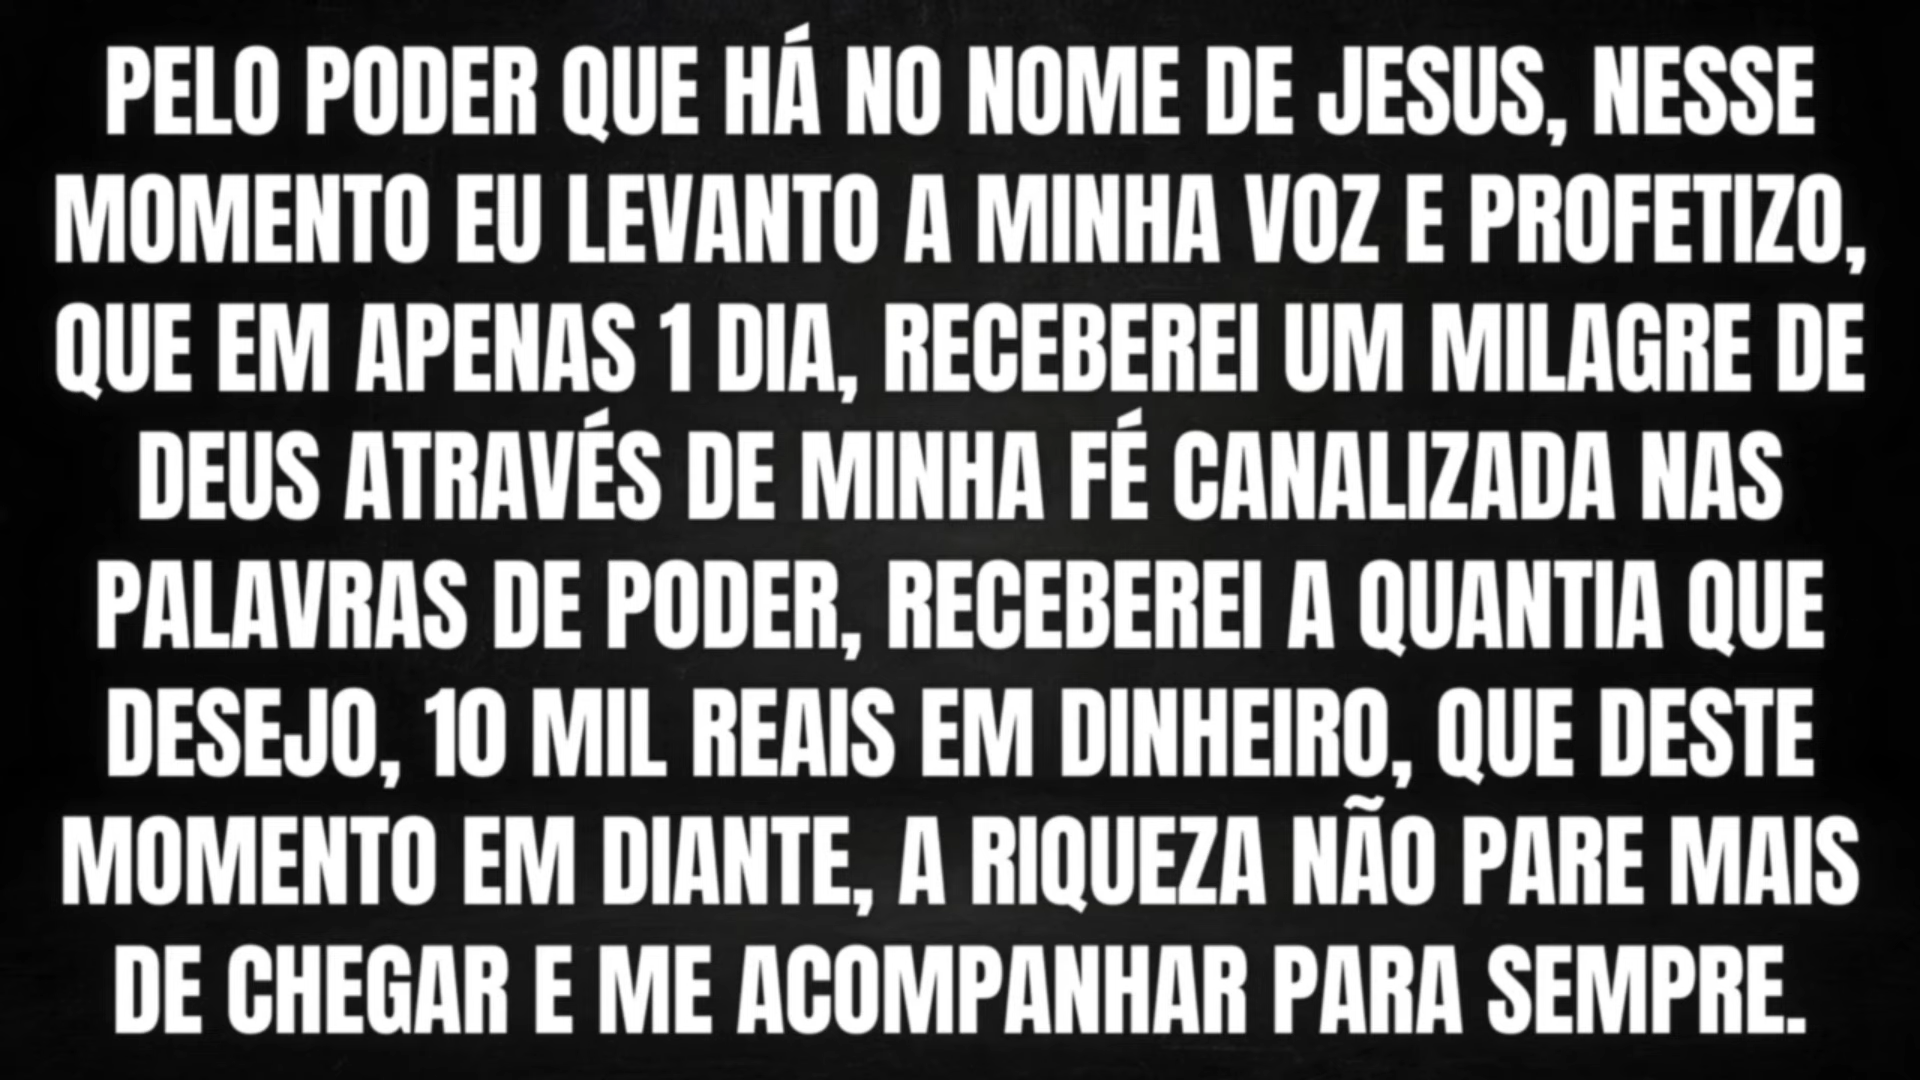 PELO PODER QUE HÁ NO NOME DE JESUS, NESSE
MOMENTO EU LEVANTO A MINHA VOZ E PROFETIZO,
QUE EM APENAS 1 DIA, RECEBEREI UM MILAGRE DE
DEUS ATRAVÉS DE MINHA FÉ CANALIZADA NAS
PALAVRAS DE PODER, RECEBEREI A QUANTIA QUE
DESEJO, 10 MIL REAIS EM DINHEIRO, QUE DESTE
MOMENTO EM DIANTE, A RIQUEZA NÃO PARE MAIS
DE CHEGAR E ME ACOMPANHAR PARA SEMPRE.